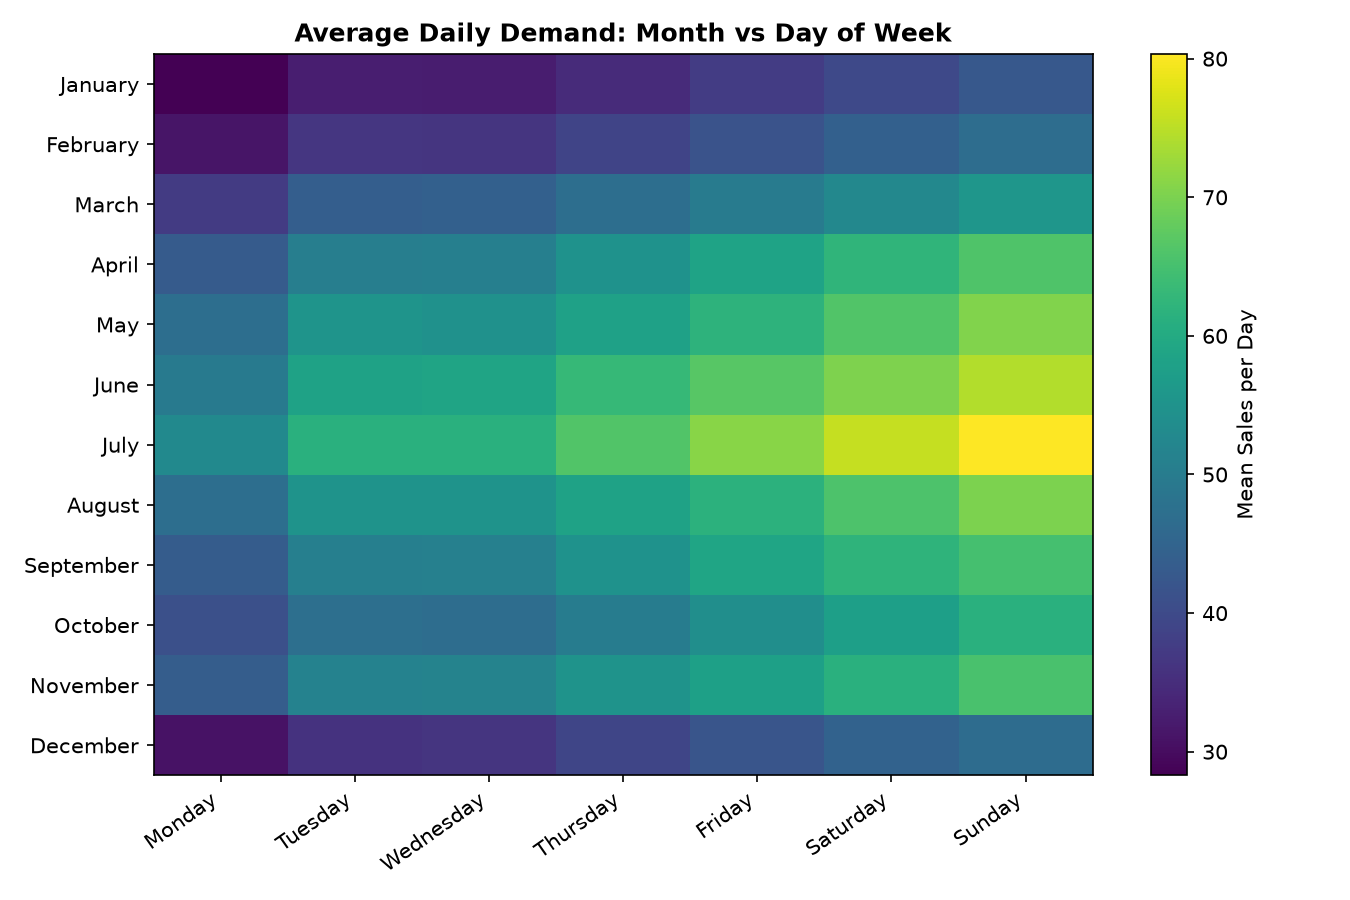 Average Daily Demand: Month vs Day of Week
January
February
March
April
May
June
July
August
September
October
November
December
Monday
Tuesday
Wednesday
Thursday
Friday
Saturday
Sunday
80
70
60
50
40
30
Mean Sales per Day